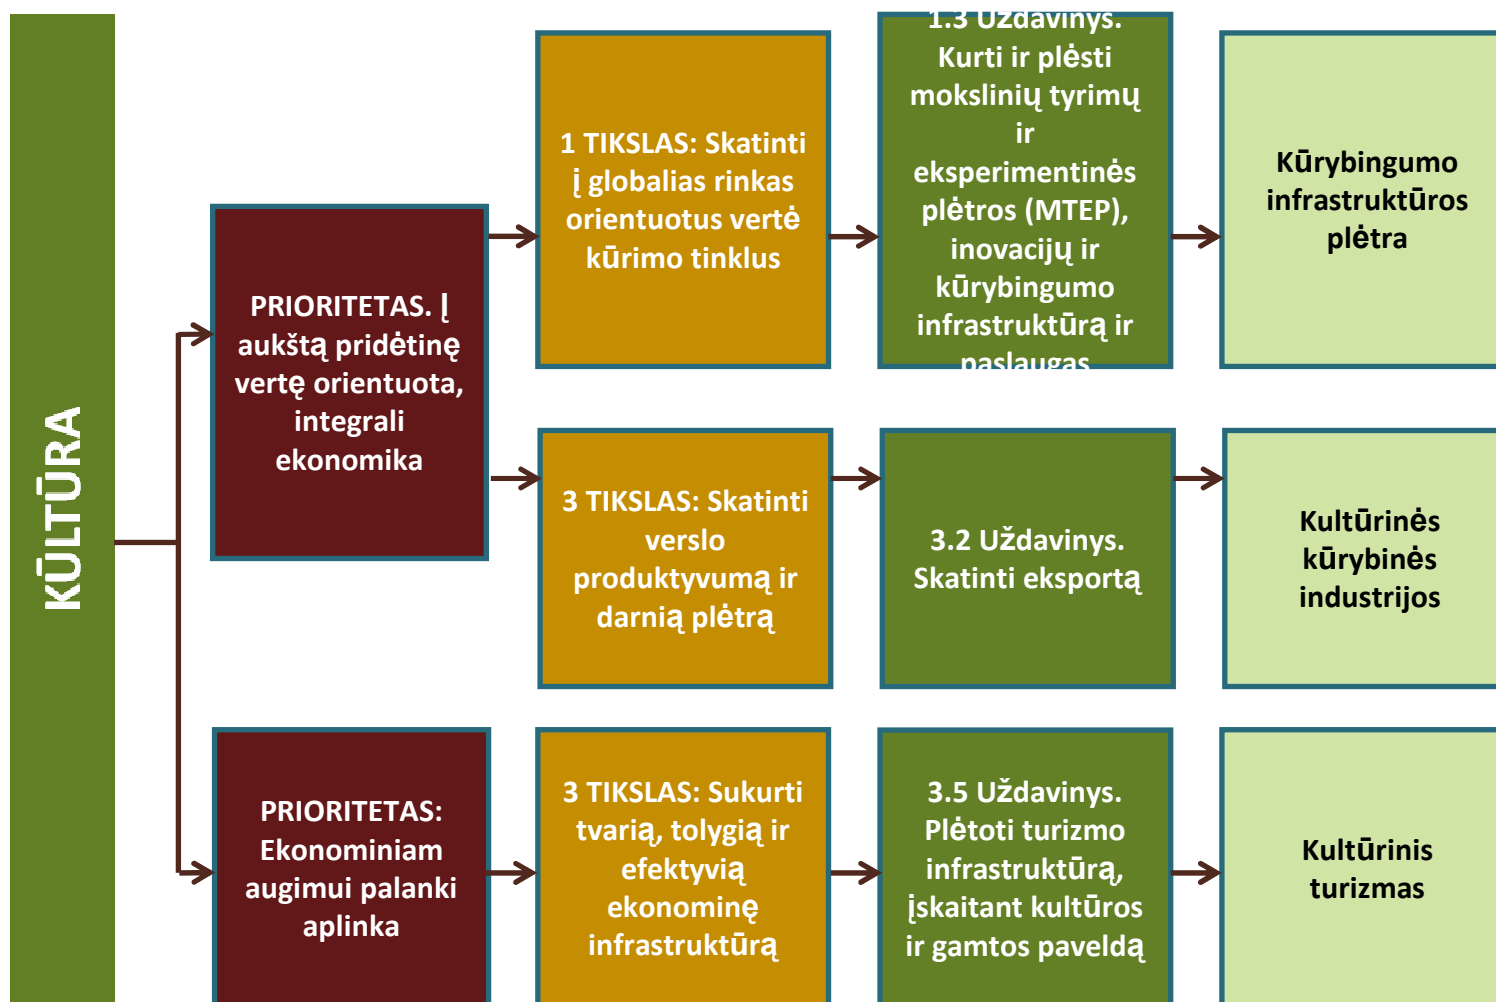 KŪLTŪRA
PRIORITETAS. Į
aukštą pridėtinę
vertę orientuota,
integrali
ekonomika
1 TIKSLAS: Skatinti
į globalias rinkas
orientuotus vertė
kūrimo tinklus
1.3 Uždavinys.
Kurti ir plėsti
mokslinių tyrimų
ir
eksperimentinės
plėtros (MTEP),
inovacijų ir
kūrybingumo
infrastruktūrą ir
paslaugas
Kūrybingumo
infrastruktūros
plėtra
3 TIKSLAS: Skatinti
verslo
produktyvumą ir
darnią plėtrą
3.2 Uždavinys.
Skatinti eksportą
Kultūrinės
kūrybinės
industrijos
PRIORITETAS:
Ekonominiam
augimui palanki
aplinka
3 TIKSLAS: Sukurti
tvarią, tolygią ir
efektyvią
ekonominę
infrastruktūrą
3.5 Uždavinys.
Plėtoti turizmo
infrastruktūrą,
įskaitant kultūros
ir gamtos paveldą
Kultūrinis
turizmas